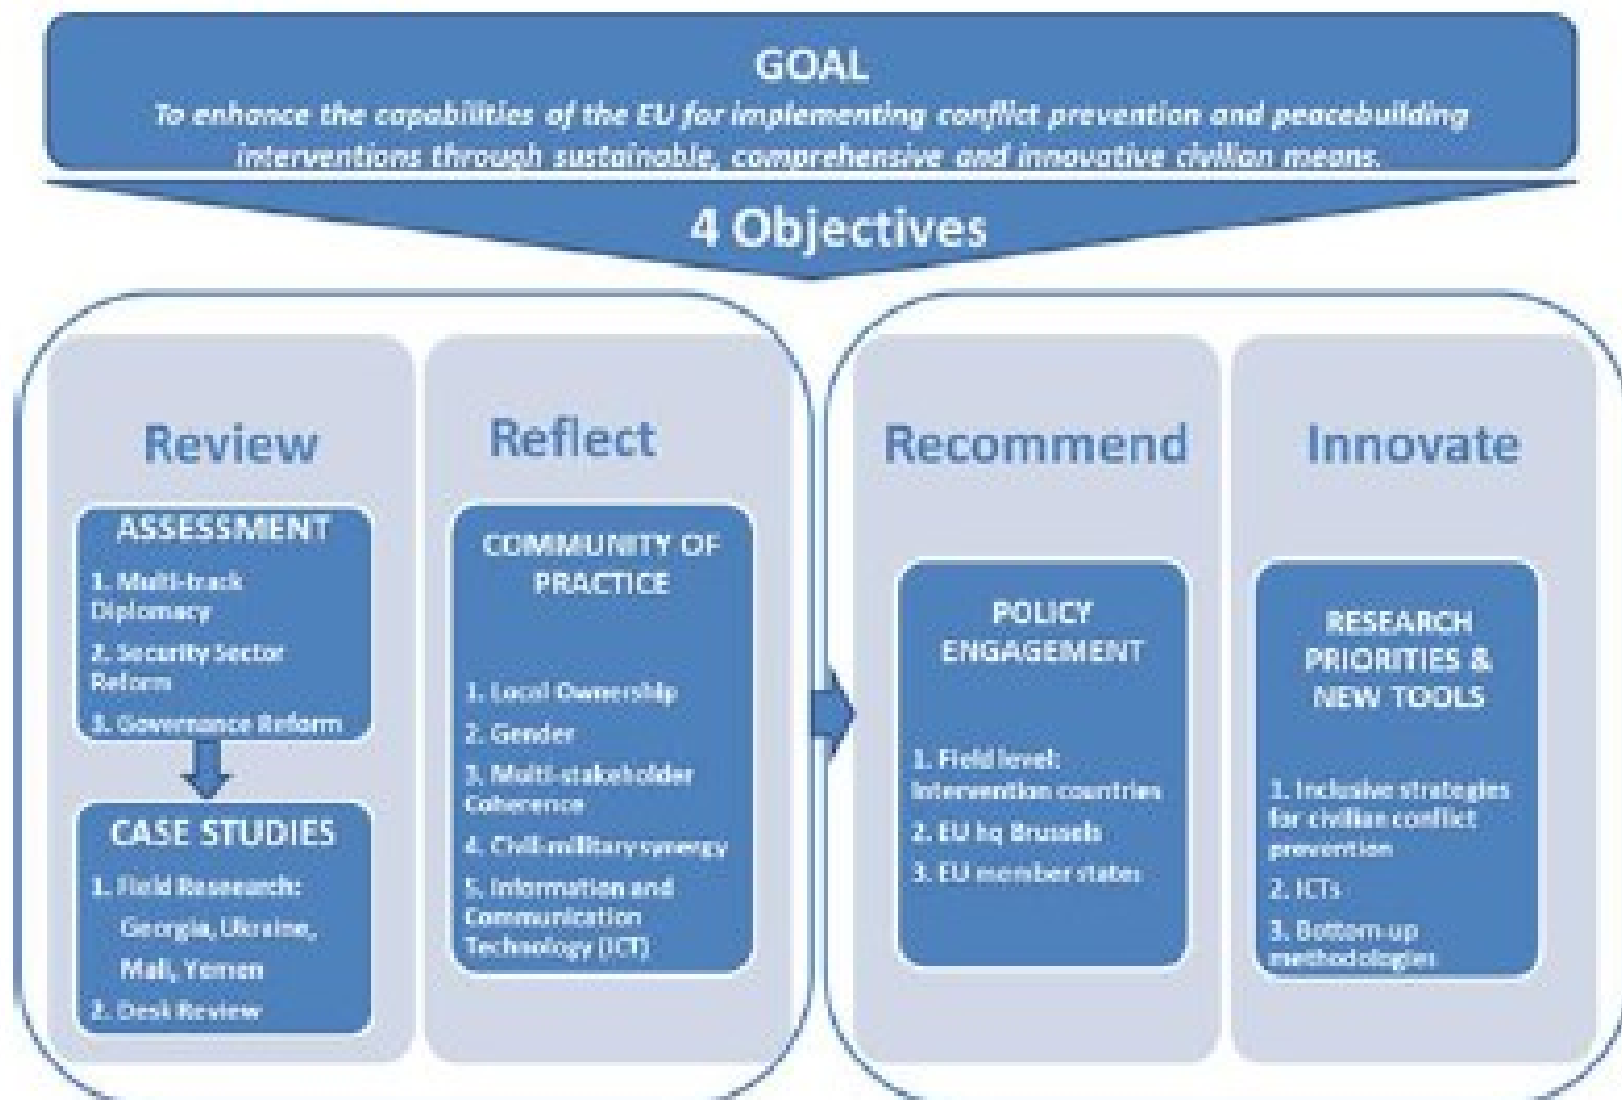 GOAL
To enhance the capabilities of the EU for implementing conflict prevention and peacebuilding
interventions through sustainable, comprehensive and innovative civilian means.
4 Objectives
Review
ASSESSMENT
1. Multi-track
Diplomacy
2. Security Sector
Reform
3. Governance Reform
CASE STUDIES
1. Field Research:
Georgia, Ukraine,
Mali, Yemen
2. Desk Review
Reflect
COMMUNITY OF
PRACTICE
1. Local Ownership
2. Gender
3. Multi-stakeholder
Coherence
4. Civil-military synergy
5. Information and
Communication
Technology (ICT)
Recommend
POLICY
ENGAGEMENT
1. Field level:
Intervention countries
2. EU hq Brussels
3. EU member states
Innovate
RESEARCH
PRIORITIES &
NEW TOOLS
1. Inclusive strategies
for civilian conflict
prevention
2. ICTs
3. Bottom-up
methodologies